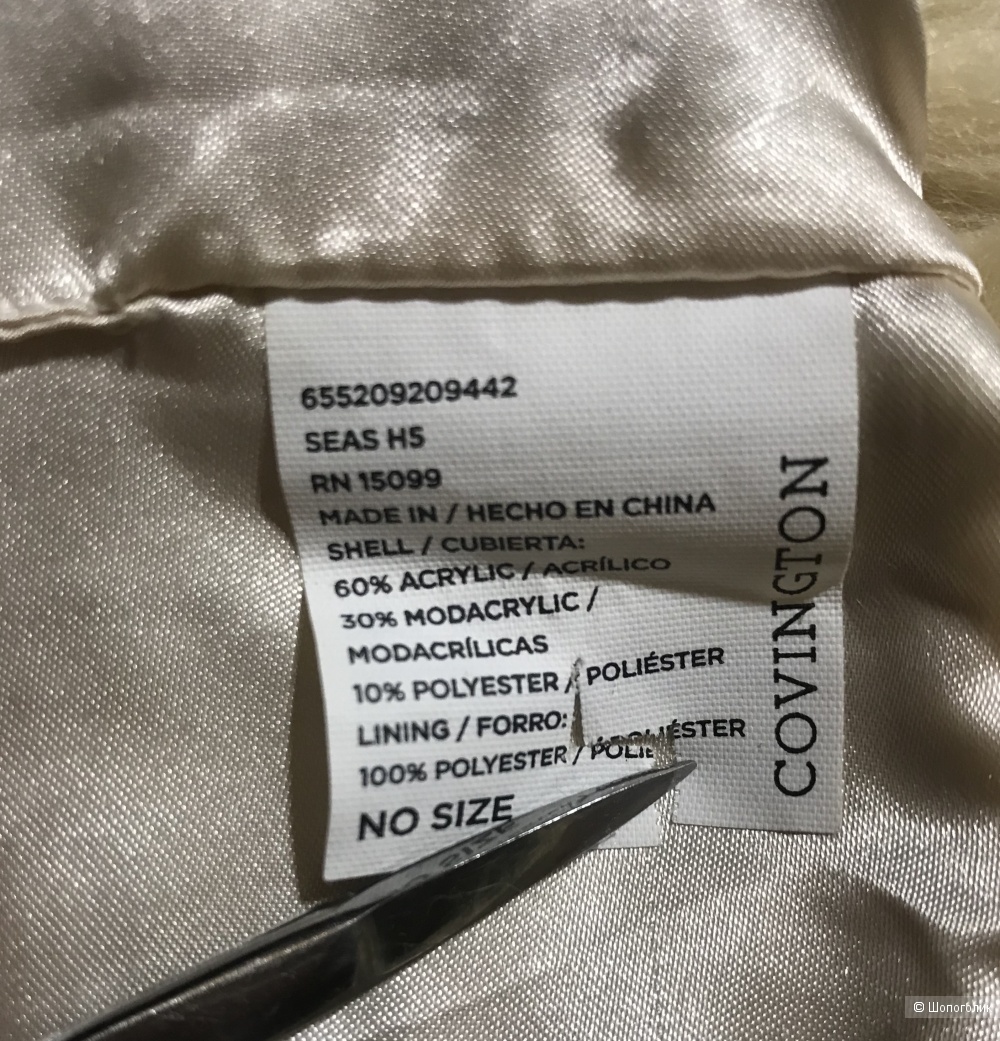 655209209442
SEAS H5
RN 15099
MADE IN / HECHO EN CHINA
SHELL / CUBIERTA:
60% ACRYLIC / ACRÍLICO
30% MODACRYLIC /
MODACRÍLICAS
10% POLYESTER / POLIÉSTER
LINING / FORRO:
100% POLYESTER / POLIÉSTER
NO SIZE
COVINGTON
© Шопоголик